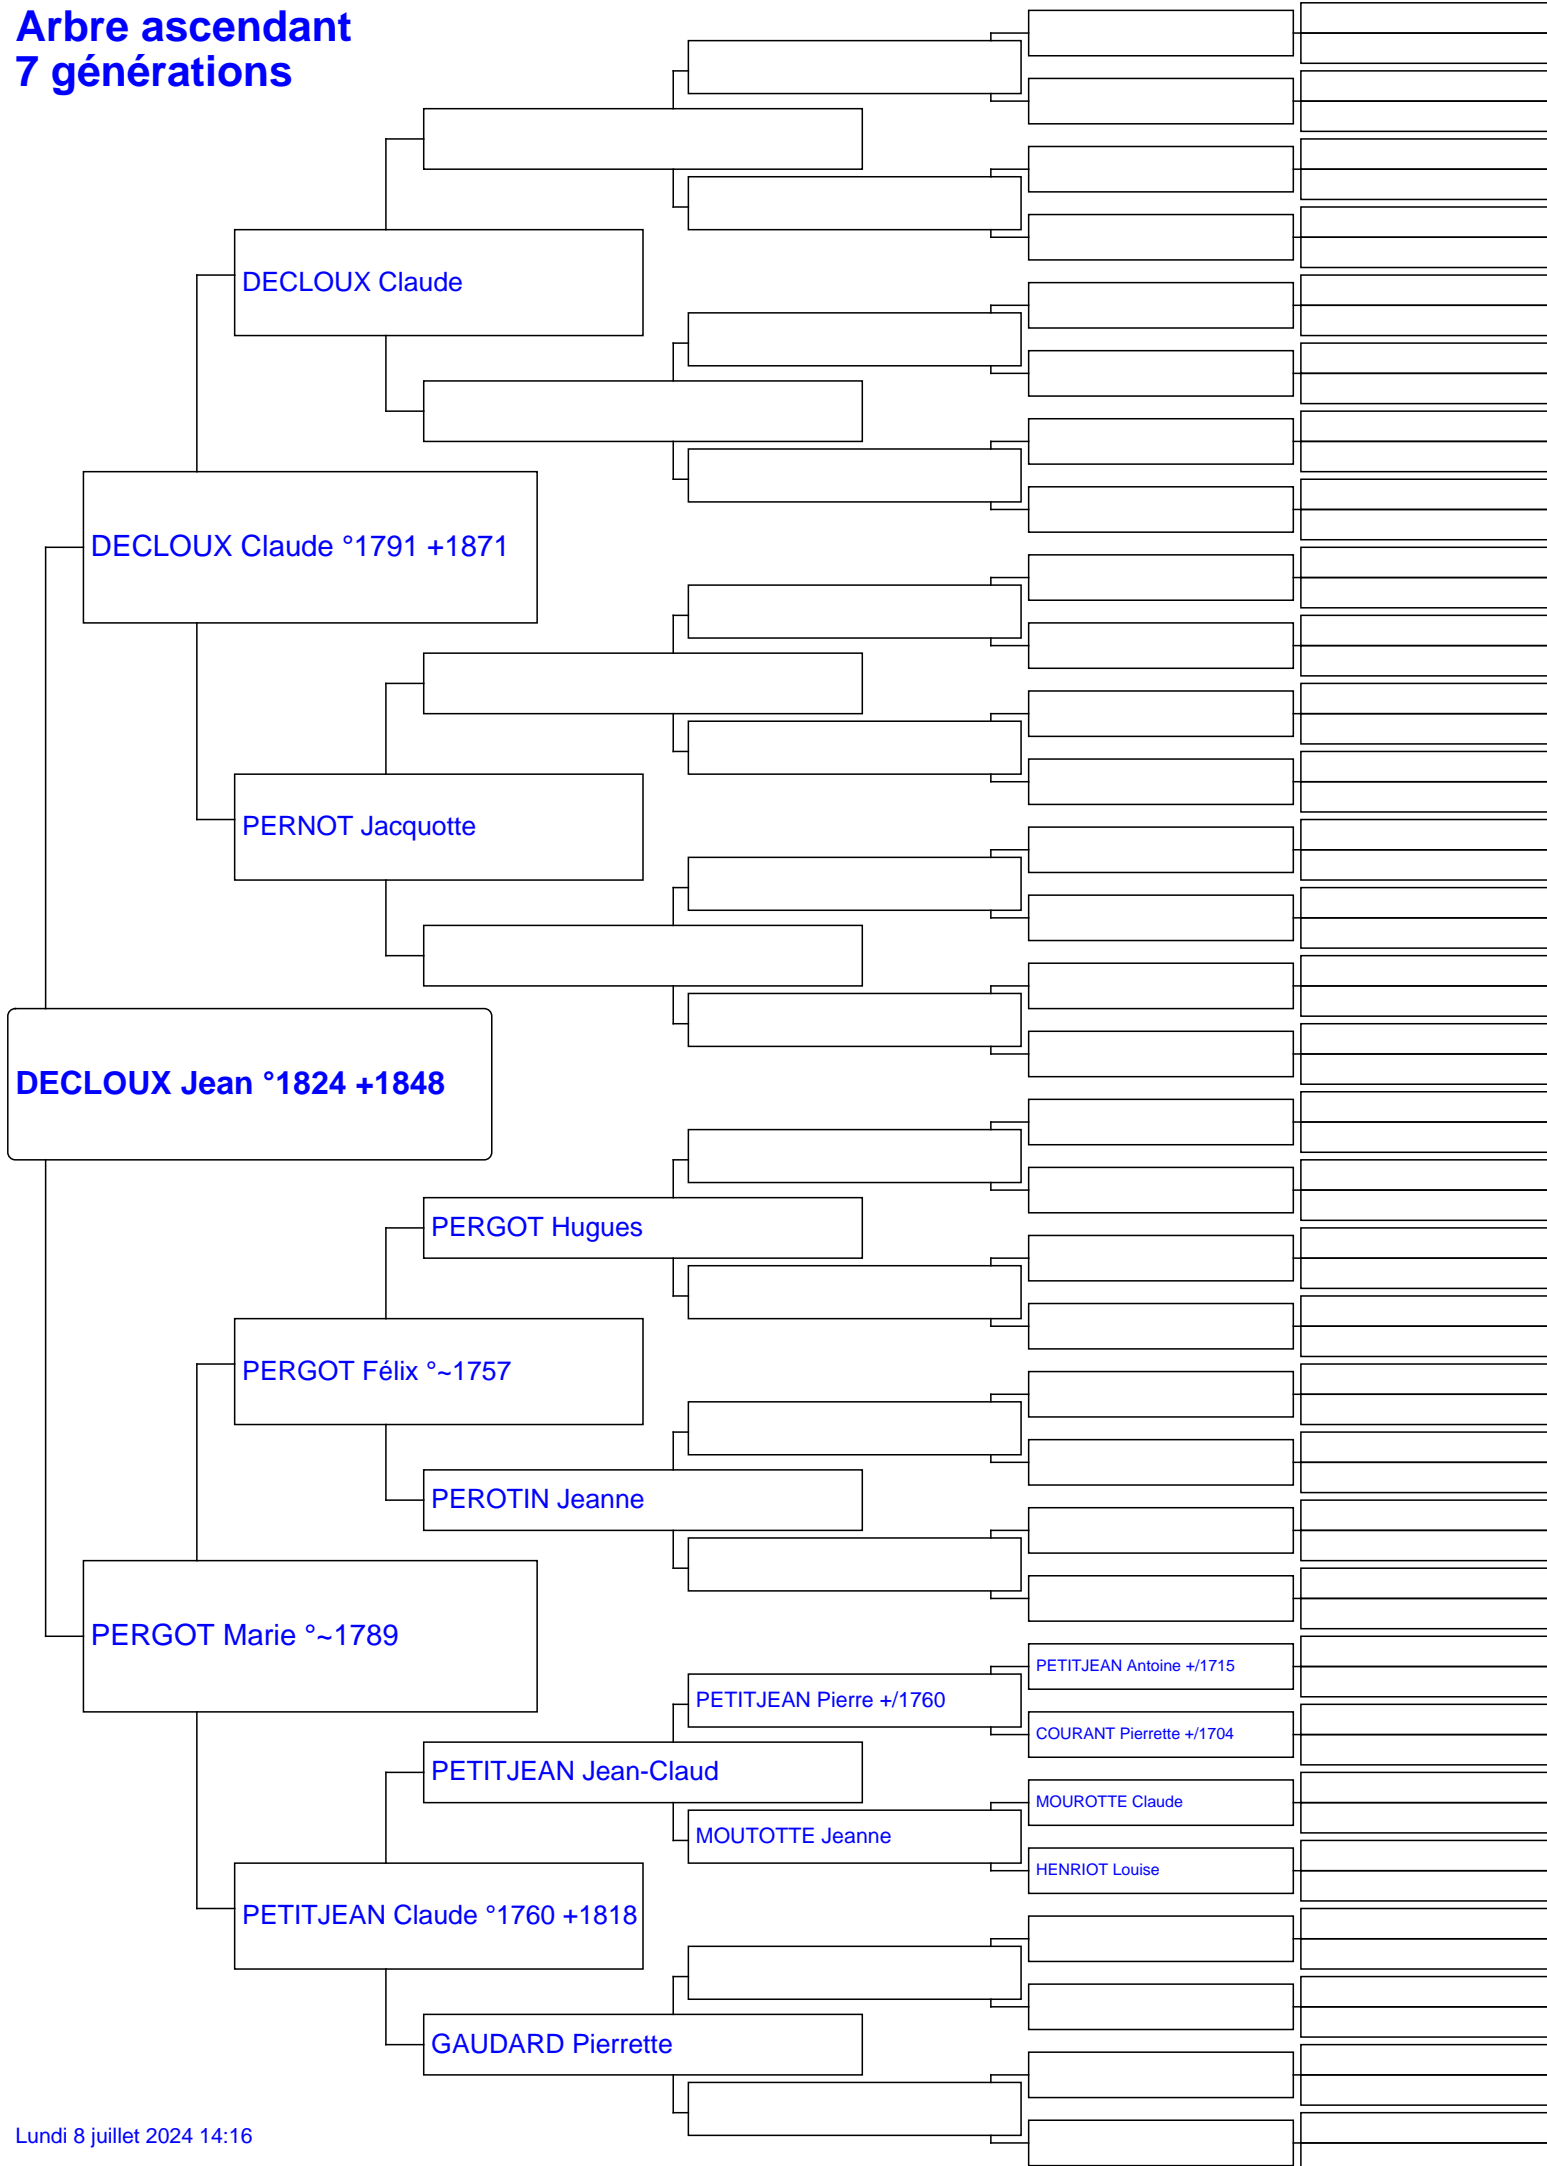 Arbre ascendant
7 générations
DECLOUX Claude
DECLOUX Claude °1791 +1871
PERNOT Jacquotte
DECLOUX Jean °1824 +1848
PERGOT Hugues
PERGOT Félix °~1757
PEROTIN Jeanne
PERGOT Marie °~1789
PETITJEAN Antoine +/1715
PETITJEAN Pierre +/1760
COURANT Pierrette +/1704
PETITJEAN Jean-Claud
MOUROTTE Claude
MOUTOTTE Jeanne
HENRIOT Louise
PETITJEAN Claude °1760 +1818
GAUDARD Pierrette
Lundi 8 juillet 2024 14:16